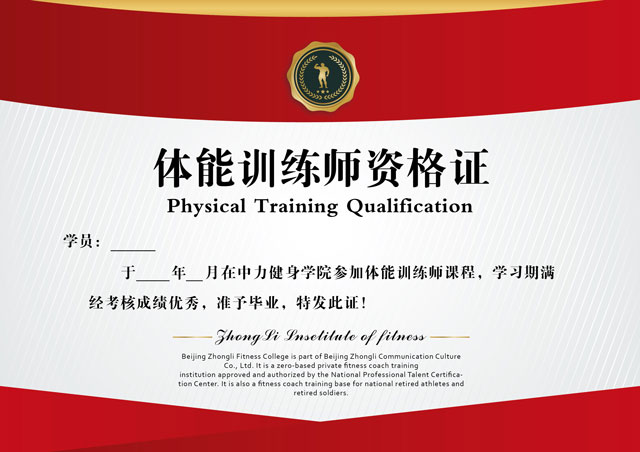 体能训练师资格证
Physical Training Qualification
学员：_____
于____年__月在中力健身学院参加体能训练师课程，学习期满
经考核成绩优秀，准予毕业，特发此证！
ZhongLi Insetitute of fitness
Beijing Zhongli Fitness College is part of Beijing Zhongli Communication Culture
Co., Ltd. It is a zero-based private fitness coach training
institution approved and authorized by the National Professional Talent Certifica-
tion Center. It is also a fitness coach training base for national retired athletes and
retired soldiers.